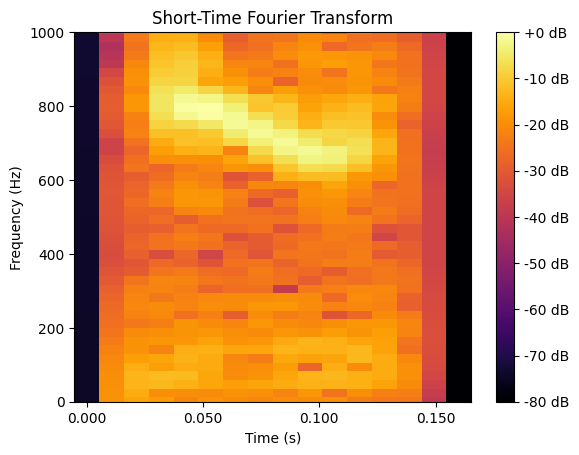 Short-Time Fourier Transform
1000
800
600
400
200
0
Frequency (Hz)
0.000
0.050
0.100
0.150
Time (s)
+0 dB
-10 dB
-20 dB
-30 dB
-40 dB
-50 dB
-60 dB
-70 dB
-80 dB